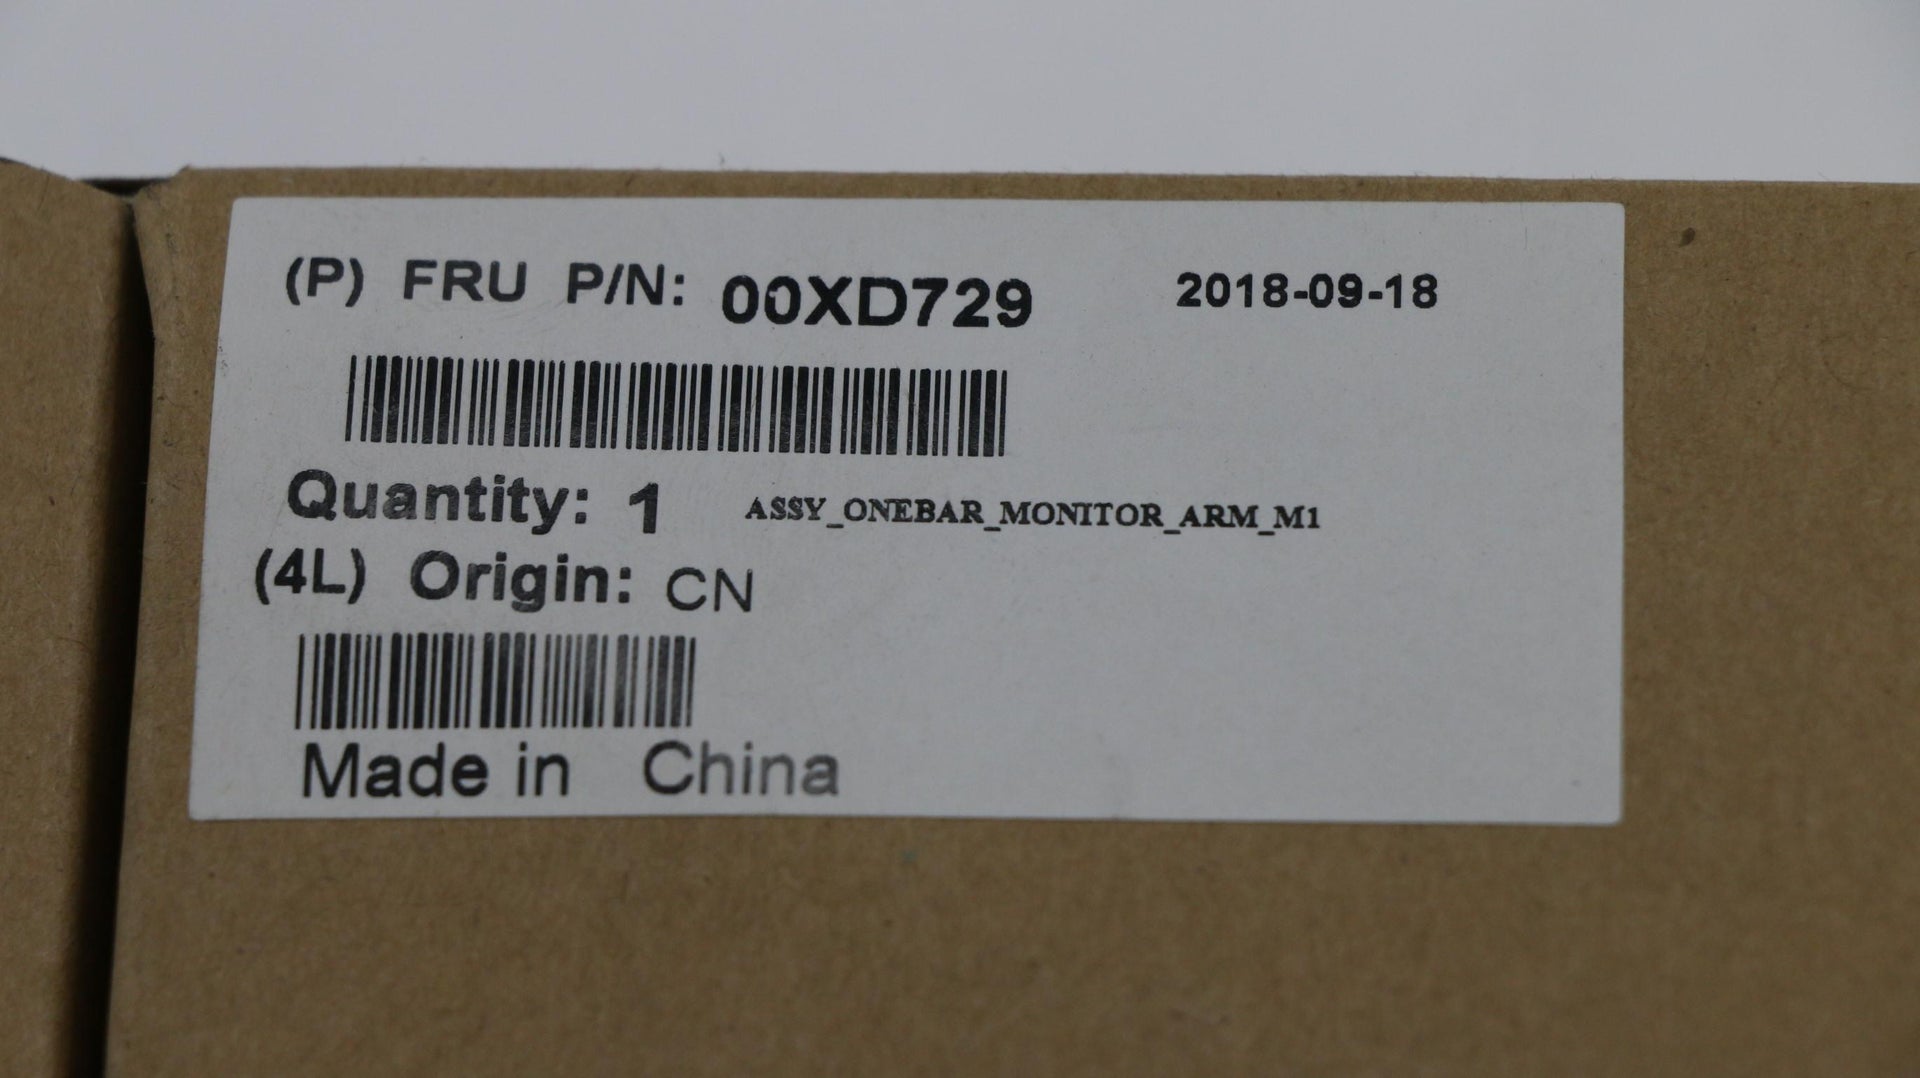 (P) FRU P/N: 00XD729 2018-09-18
Quantity: 1 ASSY_ONEBAR_MONITOR_ARM_M1
(4L) Origin: CN
Made in China